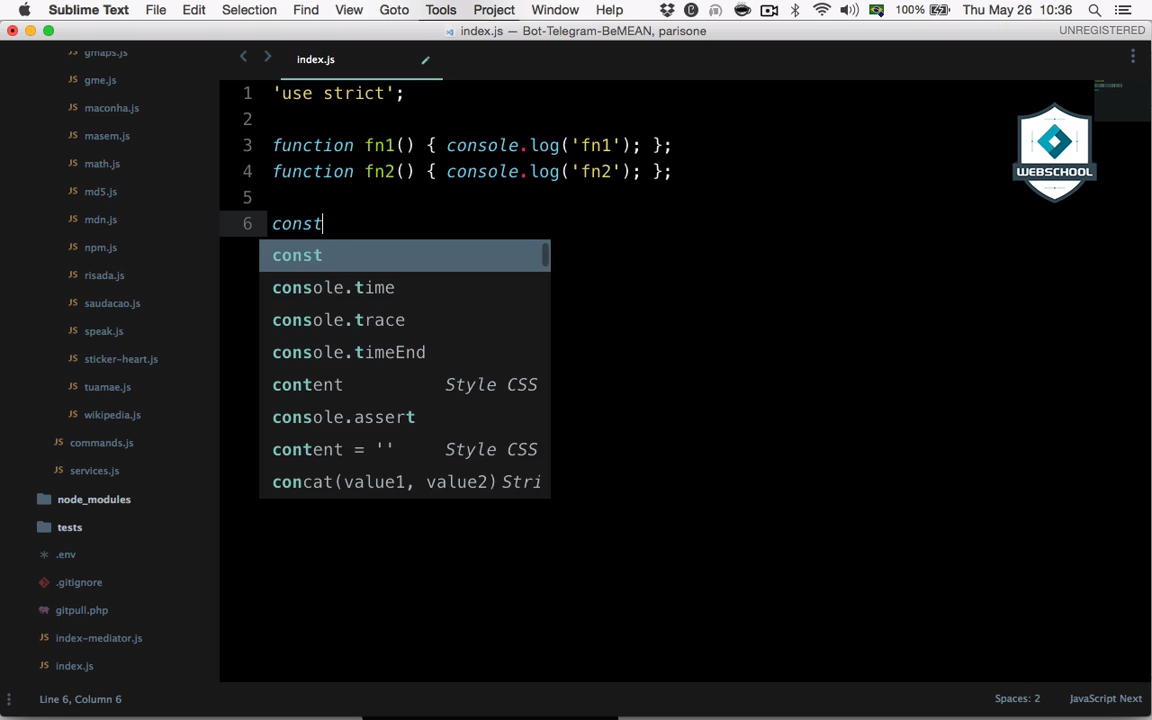 Sublime Text File Edit Selection Find View Goto Tools Project Window Help 100% Thu May 26 10:36
index.js — Bot-Telegram-BeMEAN, parisone UNREGISTERED
gmaps.js
gme.js
maconha.js
masem.js
math.js
md5.js
mdn.js
npm.js
risada.js
saudacao.js
speak.js
sticker-heart.js
tuamae.js
wikipedia.js
commands.js
services.js
node_modules
tests
.env
.gitignore
gitpull.php
index-mediator.js
index.js
index.js
1 'use strict';
2
3 function fn1() { console.log('fn1'); };
4 function fn2() { console.log('fn2'); };
5
6 const
const
console.time
console.trace
console.timeEnd
content Style CSS
console.assert
content = '' Style CSS
concat(value1, value2) Stri
WEBSCHOOL
Line 6, Column 6 Spaces: 2 JavaScript Next